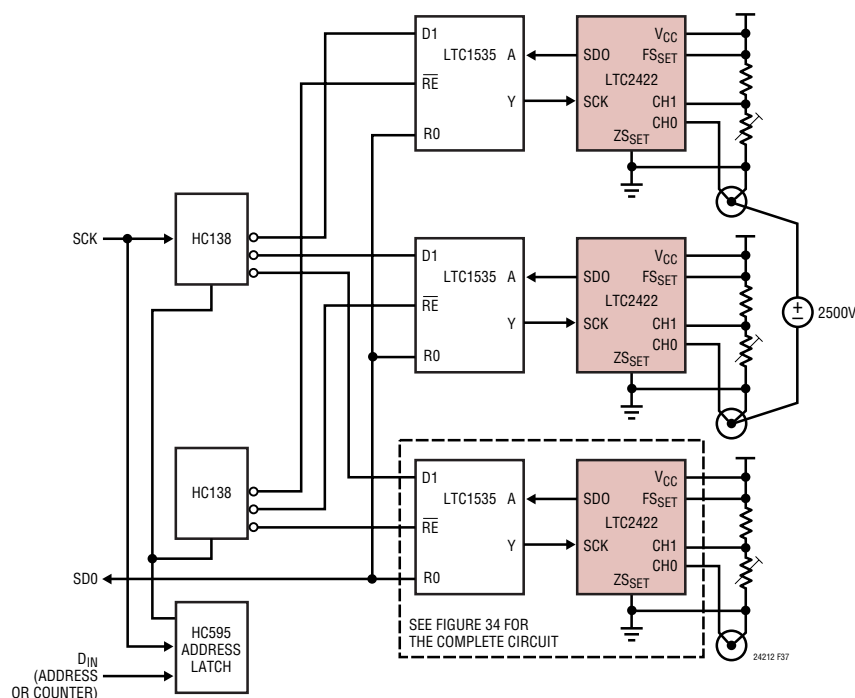 D1
LTC1535
A
RE
Y
R0
SDO
LTC2422
SCK
VCC
FSSET
CH1
CH0
ZSSET
SCK
HC138
D1
LTC1535
A
RE
Y
R0
SDO
LTC2422
SCK
VCC
FSSET
CH1
CH0
ZSSET
2500V
HC138
D1
LTC1535
A
RE
Y
R0
SDO
LTC2422
SCK
VCC
FSSET
CH1
CH0
ZSSET
SD0
HC595
ADDRESS
LATCH
DIN
(ADDRESS
OR COUNTER)
SEE FIGURE 34 FOR
THE COMPLETE CIRCUIT
24212 F37